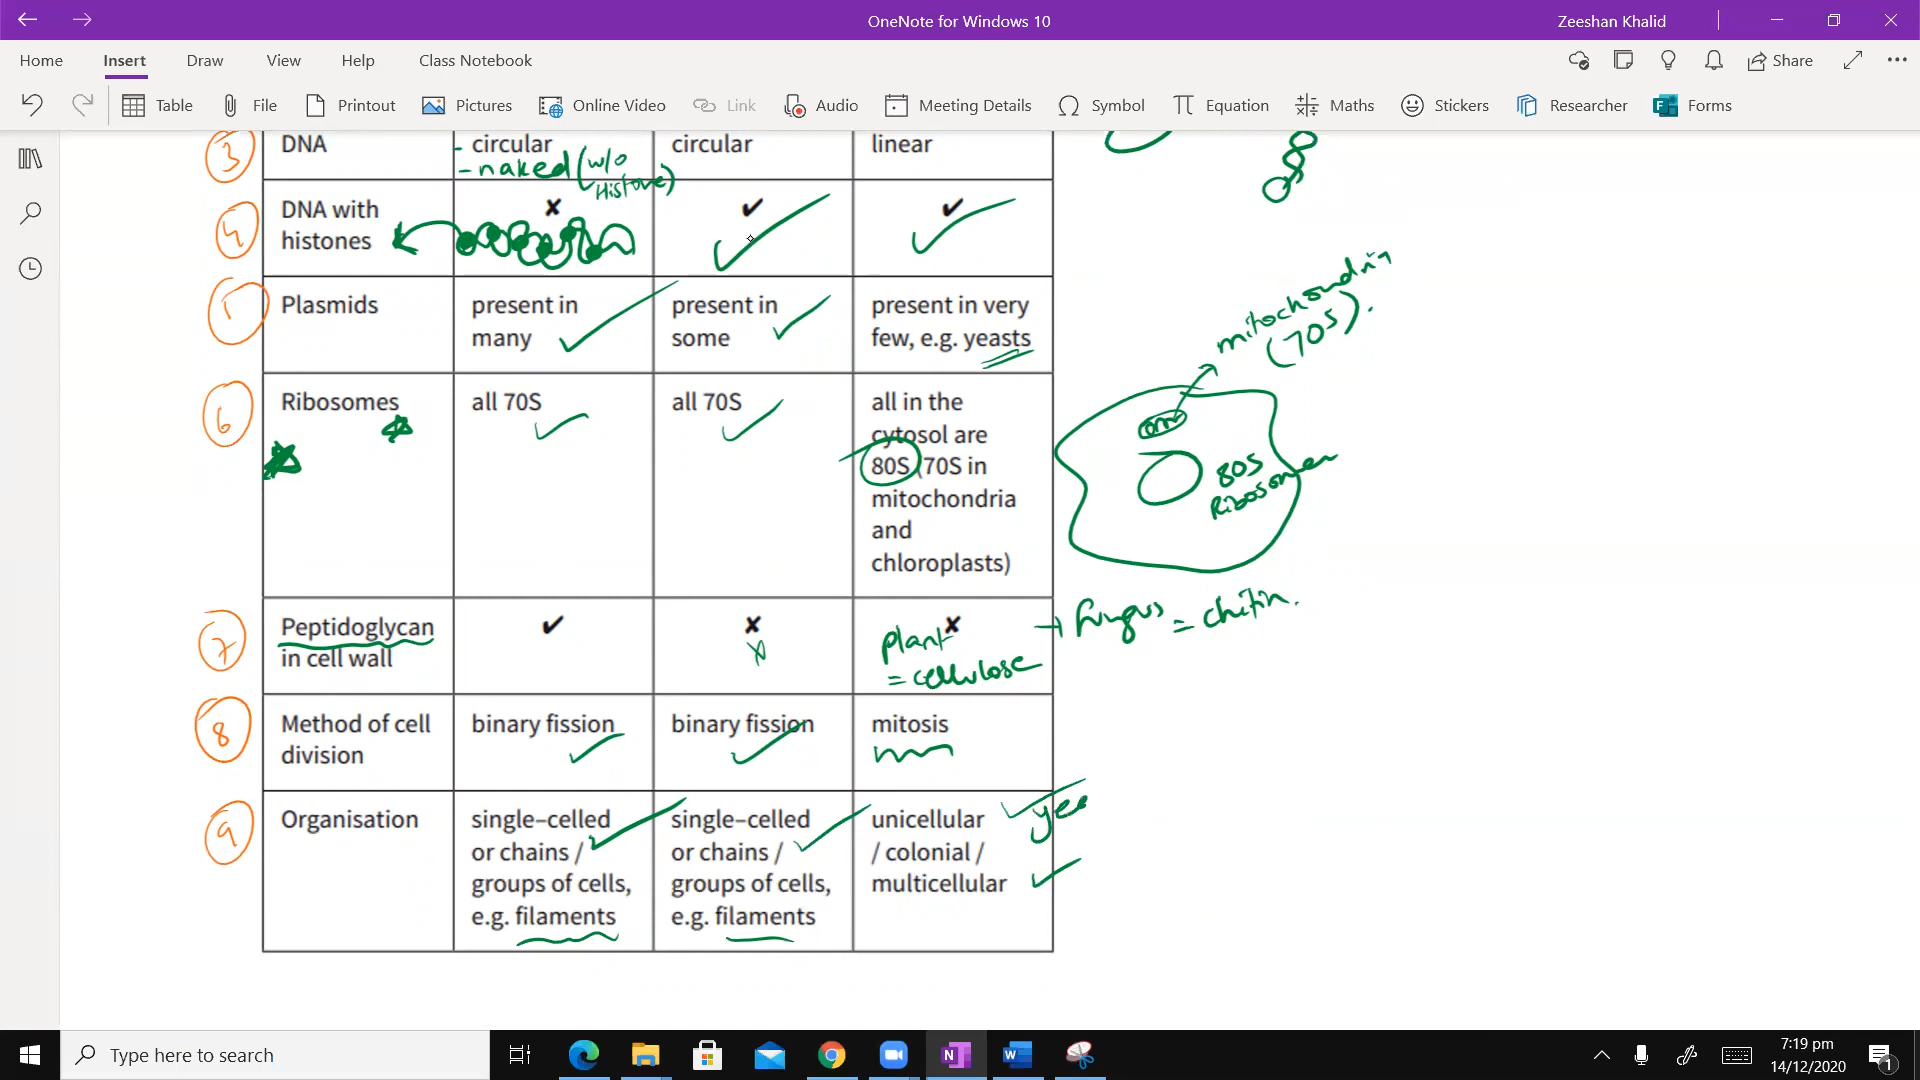 OneNote for Windows 10
Zeeshan Khalid
Home Insert Draw View Help Class Notebook
Share
Table File Printout Pictures Online Video Link Audio Meeting Details Symbol Equation Maths Stickers Researcher Forms
3
DNA
- circular
- naked (w/o
Histone)
circular
linear
4
DNA with
histones
✘
✔
✔
Plasmids
present in
many
present in
some
present in very
few, e.g. yeasts
mitochondria
(70S).
6
Ribosomes
all 70S
all 70S
all in the
cytosol are
80S (70S in
mitochondria
and
chloroplasts)
80S
Ribosomes
7
Peptidoglycan
in cell wall
✔
✘
✘
plant
= cellulose
→ fungus = chitin.
8
Method of cell
division
binary fission
binary fission
mitosis
9
Organisation
single–celled
or chains /
groups of cells,
e.g. filaments
single–celled
or chains /
groups of cells,
e.g. filaments
unicellular
/ colonial /
multicellular
Type here to search
7:19 pm
14/12/2020
1